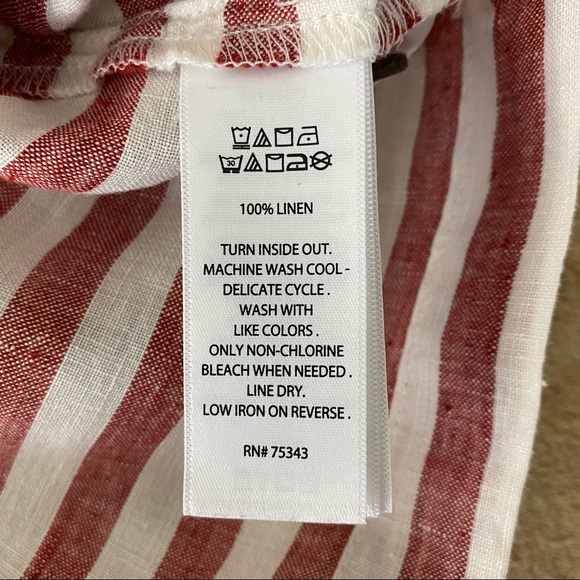 30
100% LINEN
TURN INSIDE OUT.
MACHINE WASH COOL -
DELICATE CYCLE .
WASH WITH
LIKE COLORS .
ONLY NON-CHLORINE
BLEACH WHEN NEEDED .
LINE DRY.
LOW IRON ON REVERSE .
RN# 75343